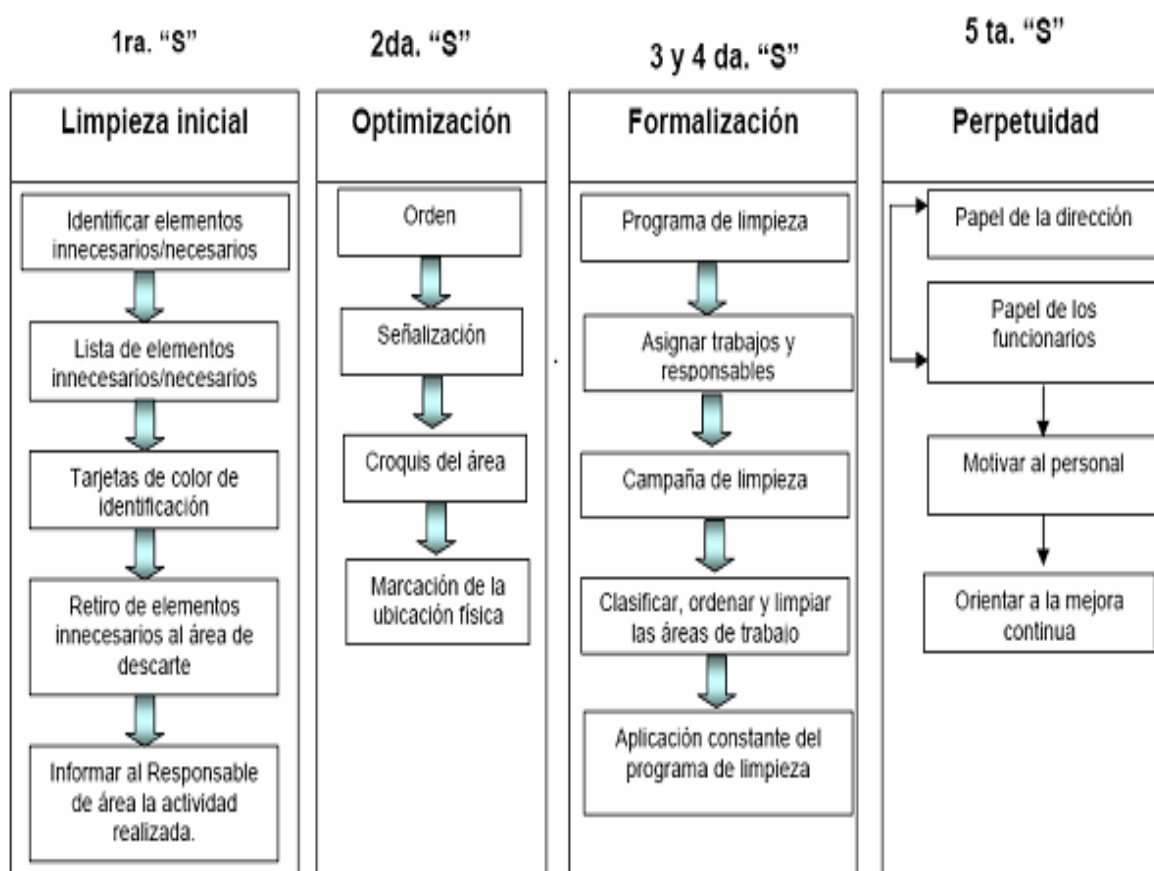 1ra. “S”
Limpieza inicial
Identificar elementos
innecesarios/necesarios
Lista de elementos
innecesarios/necesarios
Tarjetas de color de
identificación
Retiro de elementos
innecesarios al área de
descarte
Informar al Responsable
de área la actividad
realizada.
2da. “S”
Optimización
Orden
Señalización
Croquis del área
Marcación de la
ubicación física
3 y 4 da. “S”
Formalización
Programa de limpieza
Asignar trabajos y
responsables
Campaña de limpieza
Clasificar, ordenar y limpiar
las áreas de trabajo
Aplicación constante del
programa de limpieza
5 ta. “S”
Perpetuidad
Papel de la dirección
Papel de los
funcionarios
Motivar al personal
Orientar a la mejora
continua